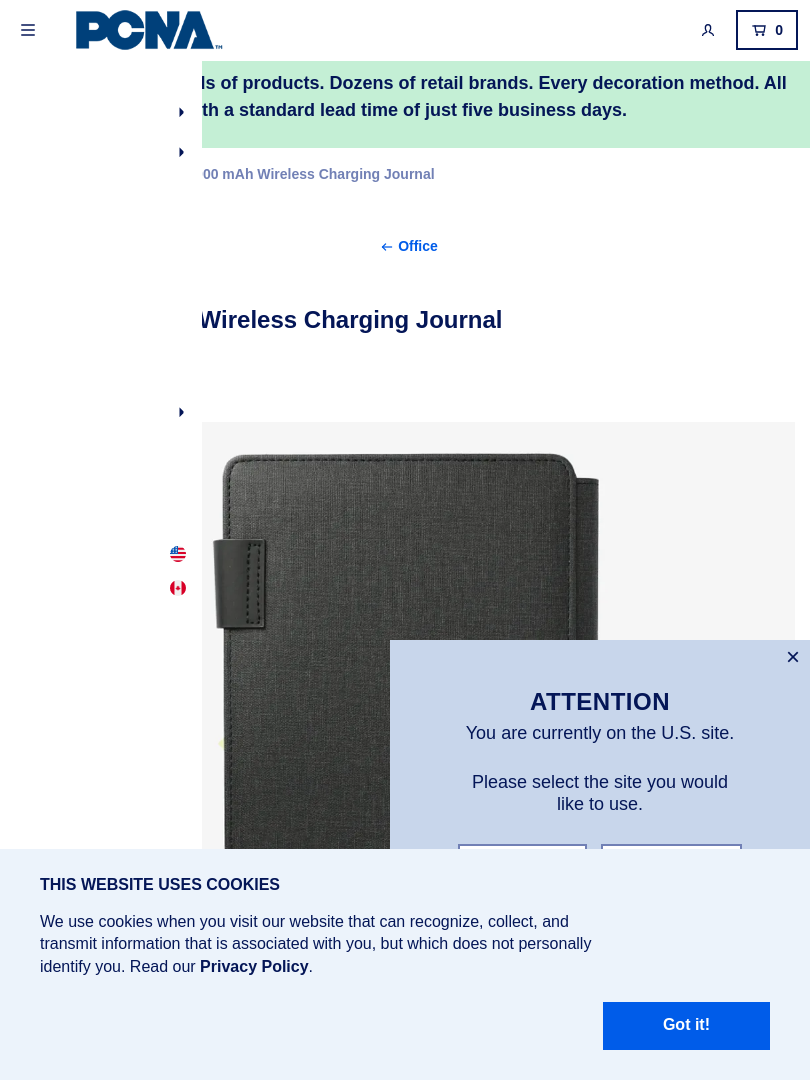 PCNA™
0
of products. Dozens of retail brands. Every decoration method. All
a standard lead time of just five business days.
00 mAh Wireless Charging Journal
← Office
Wireless Charging Journal
×
ATTENTION
You are currently on the U.S. site.
Please select the site you would
like to use.
THIS WEBSITE USES COOKIES
We use cookies when you visit our website that can recognize, collect, and
transmit information that is associated with you, but which does not personally
identify you. Read our Privacy Policy.
Got it!